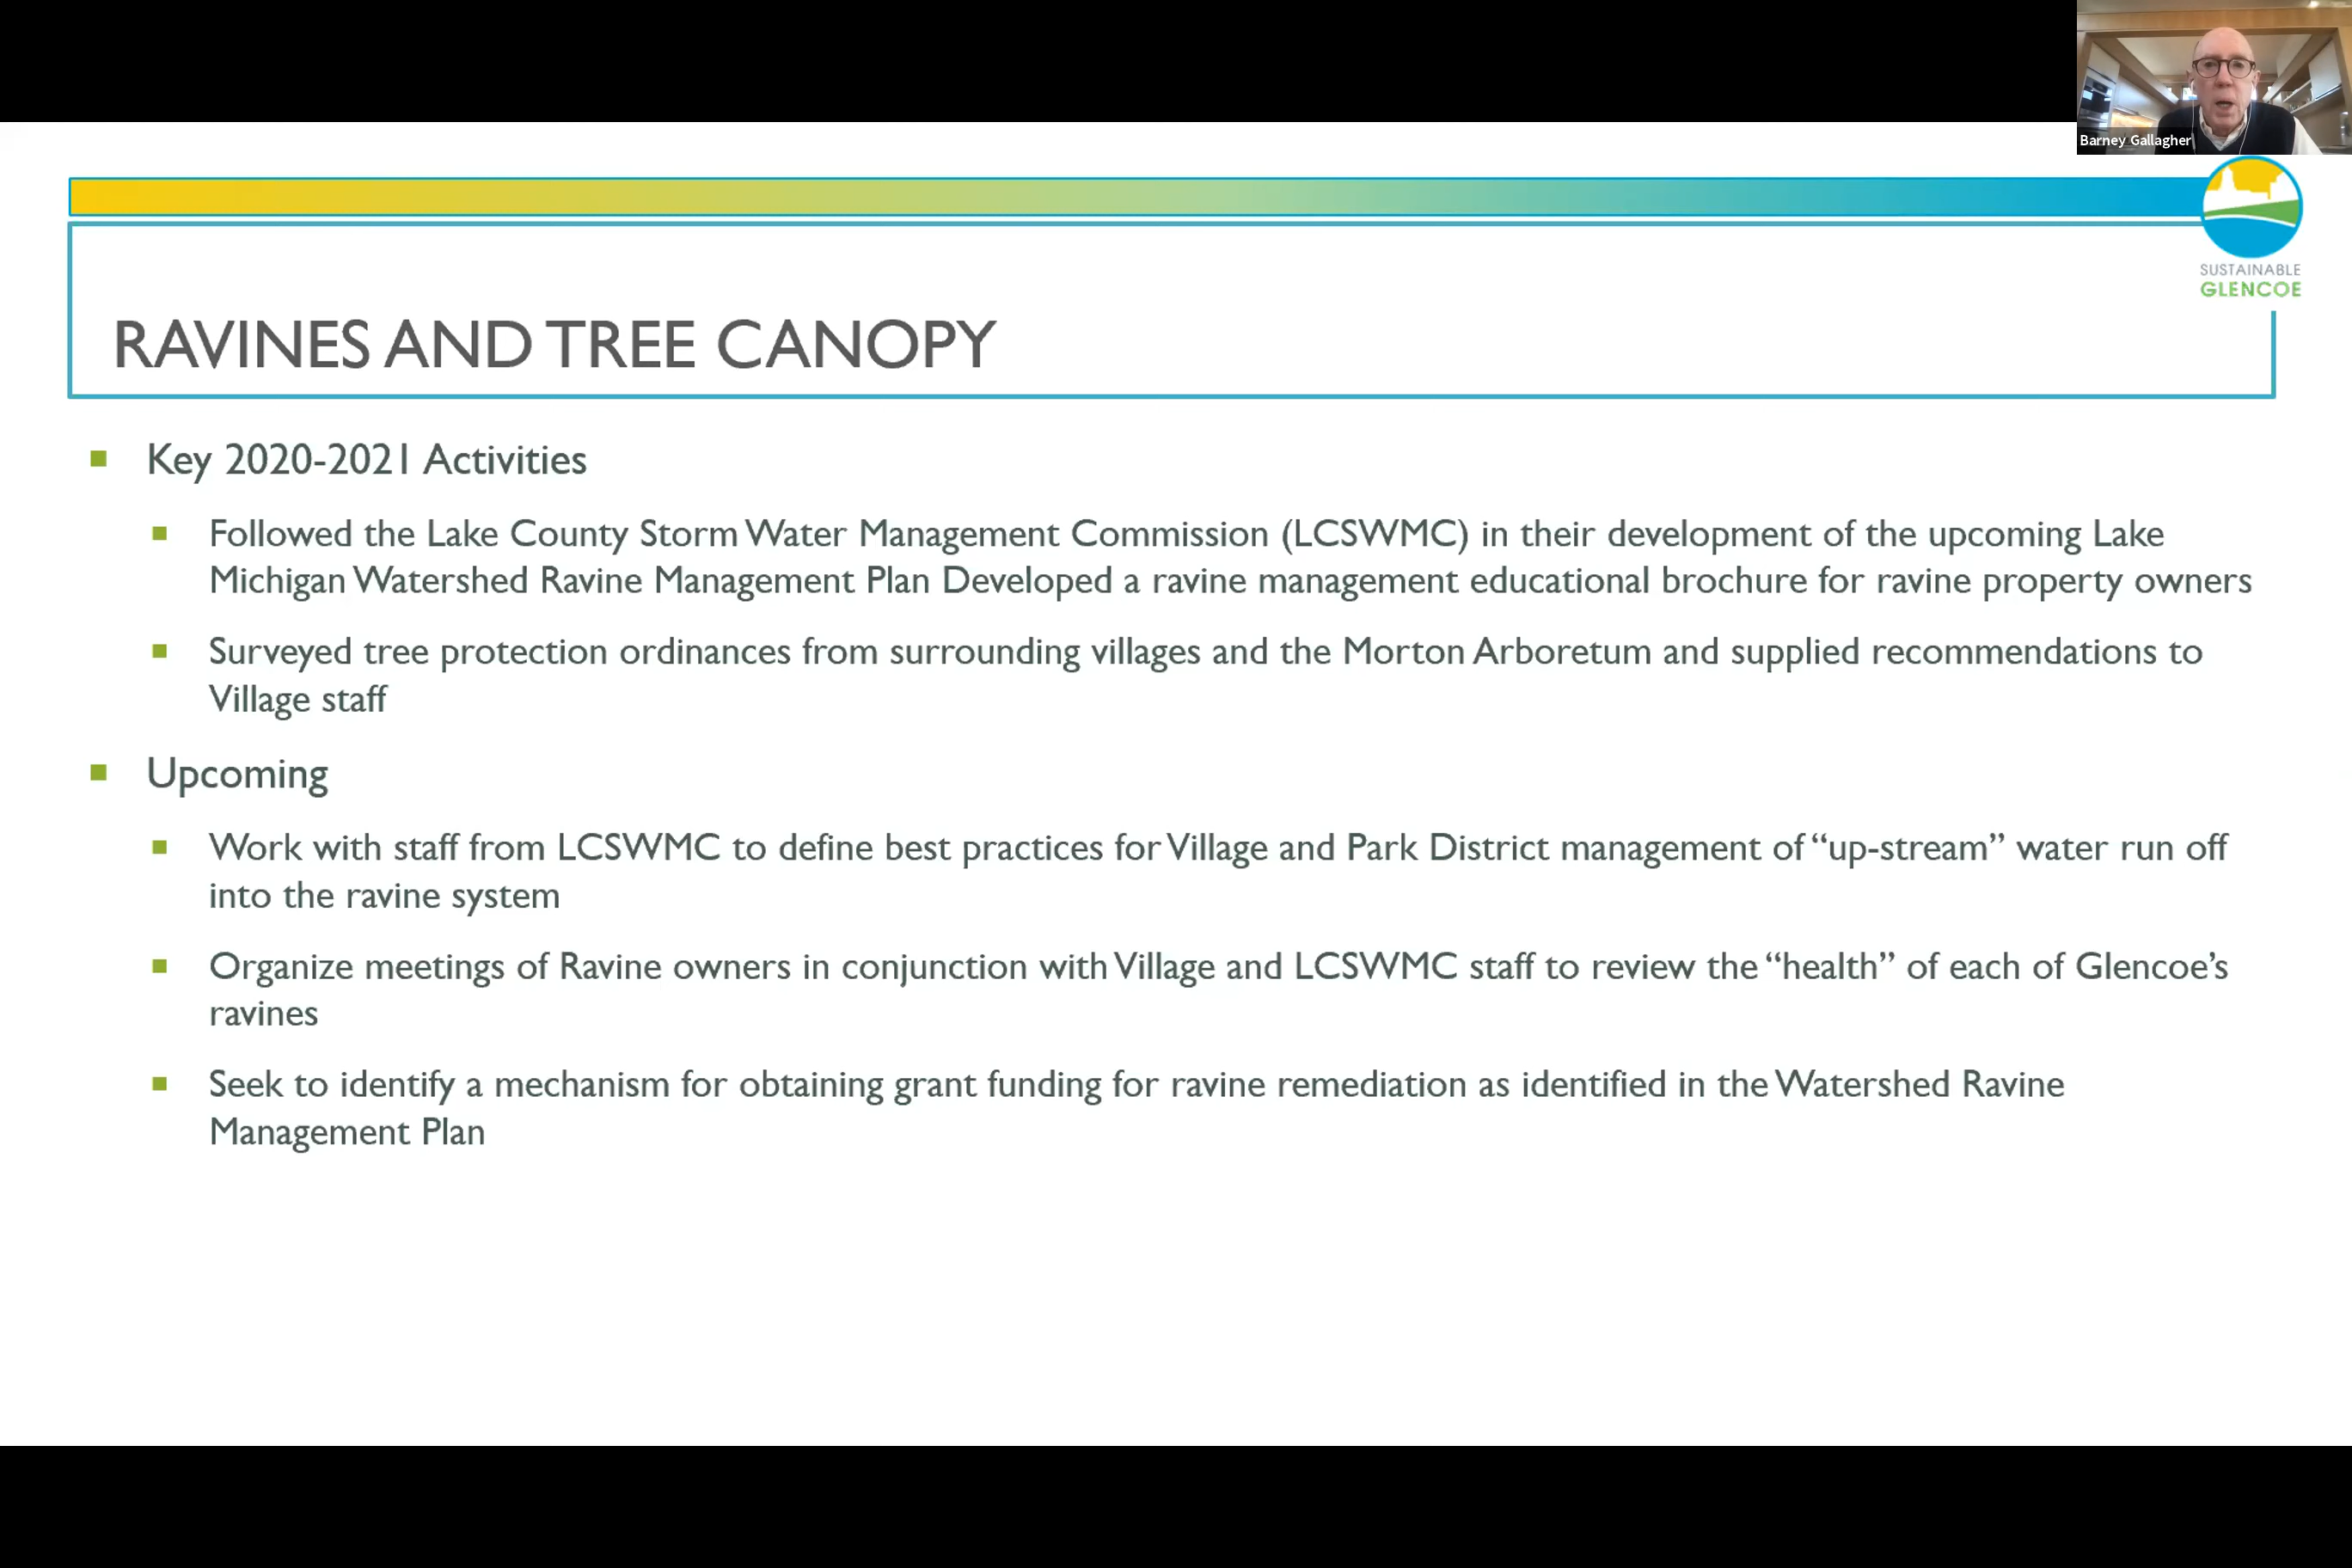 Barney Gallagher
SUSTAINABLE
GLENCOE
RAVINES AND TREE CANOPY
Key 2020-2021 Activities
Followed the Lake County Storm Water Management Commission (LCSWMC) in their development of the upcoming Lake
Michigan Watershed Ravine Management Plan Developed a ravine management educational brochure for ravine property owners
Surveyed tree protection ordinances from surrounding villages and the Morton Arboretum and supplied recommendations to
Village staff
Upcoming
Work with staff from LCSWMC to define best practices for Village and Park District management of “up-stream” water run off
into the ravine system
Organize meetings of Ravine owners in conjunction with Village and LCSWMC staff to review the “health” of each of Glencoe’s
ravines
Seek to identify a mechanism for obtaining grant funding for ravine remediation as identified in the Watershed Ravine
Management Plan